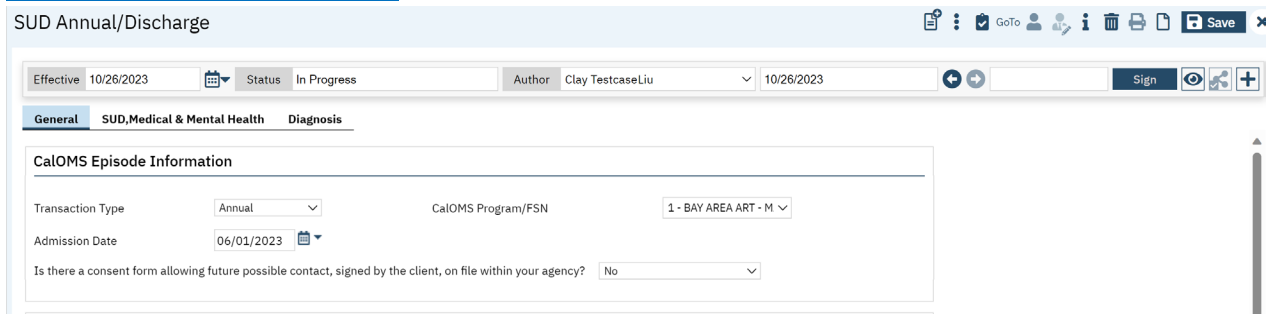 SUD Annual/Discharge
GoTo
Save
Effective 10/26/2023 Status In Progress Author Clay TestcaseLiu 10/26/2023 Sign
General SUD,Medical & Mental Health Diagnosis
CalOMS Episode Information
Transaction Type Annual CalOMS Program/FSN 1 - BAY AREA ART - M
Admission Date 06/01/2023
Is there a consent form allowing future possible contact, signed by the client, on file within your agency? No